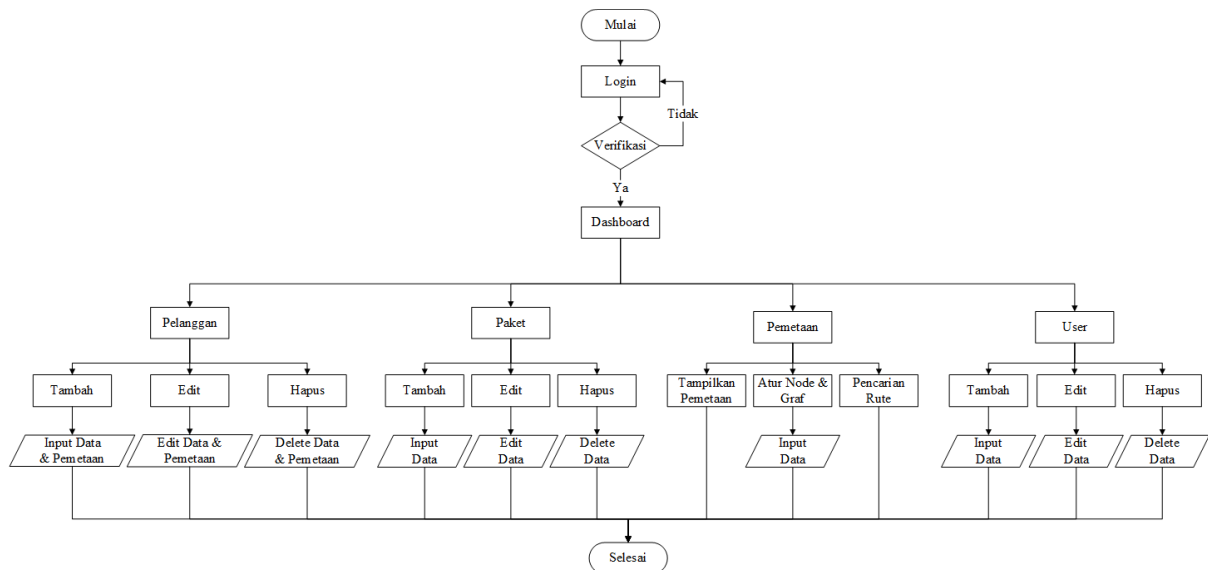 Mulai
Login
Tidak
Verifikasi
Ya
Dashboard
Pelanggan
Paket
Pemetaan
User
Tambah
Edit
Hapus
Tambah
Edit
Hapus
Tampilkan
Pemetaan
Atur Node &
Graf
Pencarian
Rute
Tambah
Edit
Hapus
Input Data
& Pemetaan
Edit Data &
Pemetaan
Delete Data
& Pemetaan
Input
Data
Edit
Data
Delete
Data
Input
Data
Input
Data
Edit
Data
Delete
Data
Selesai